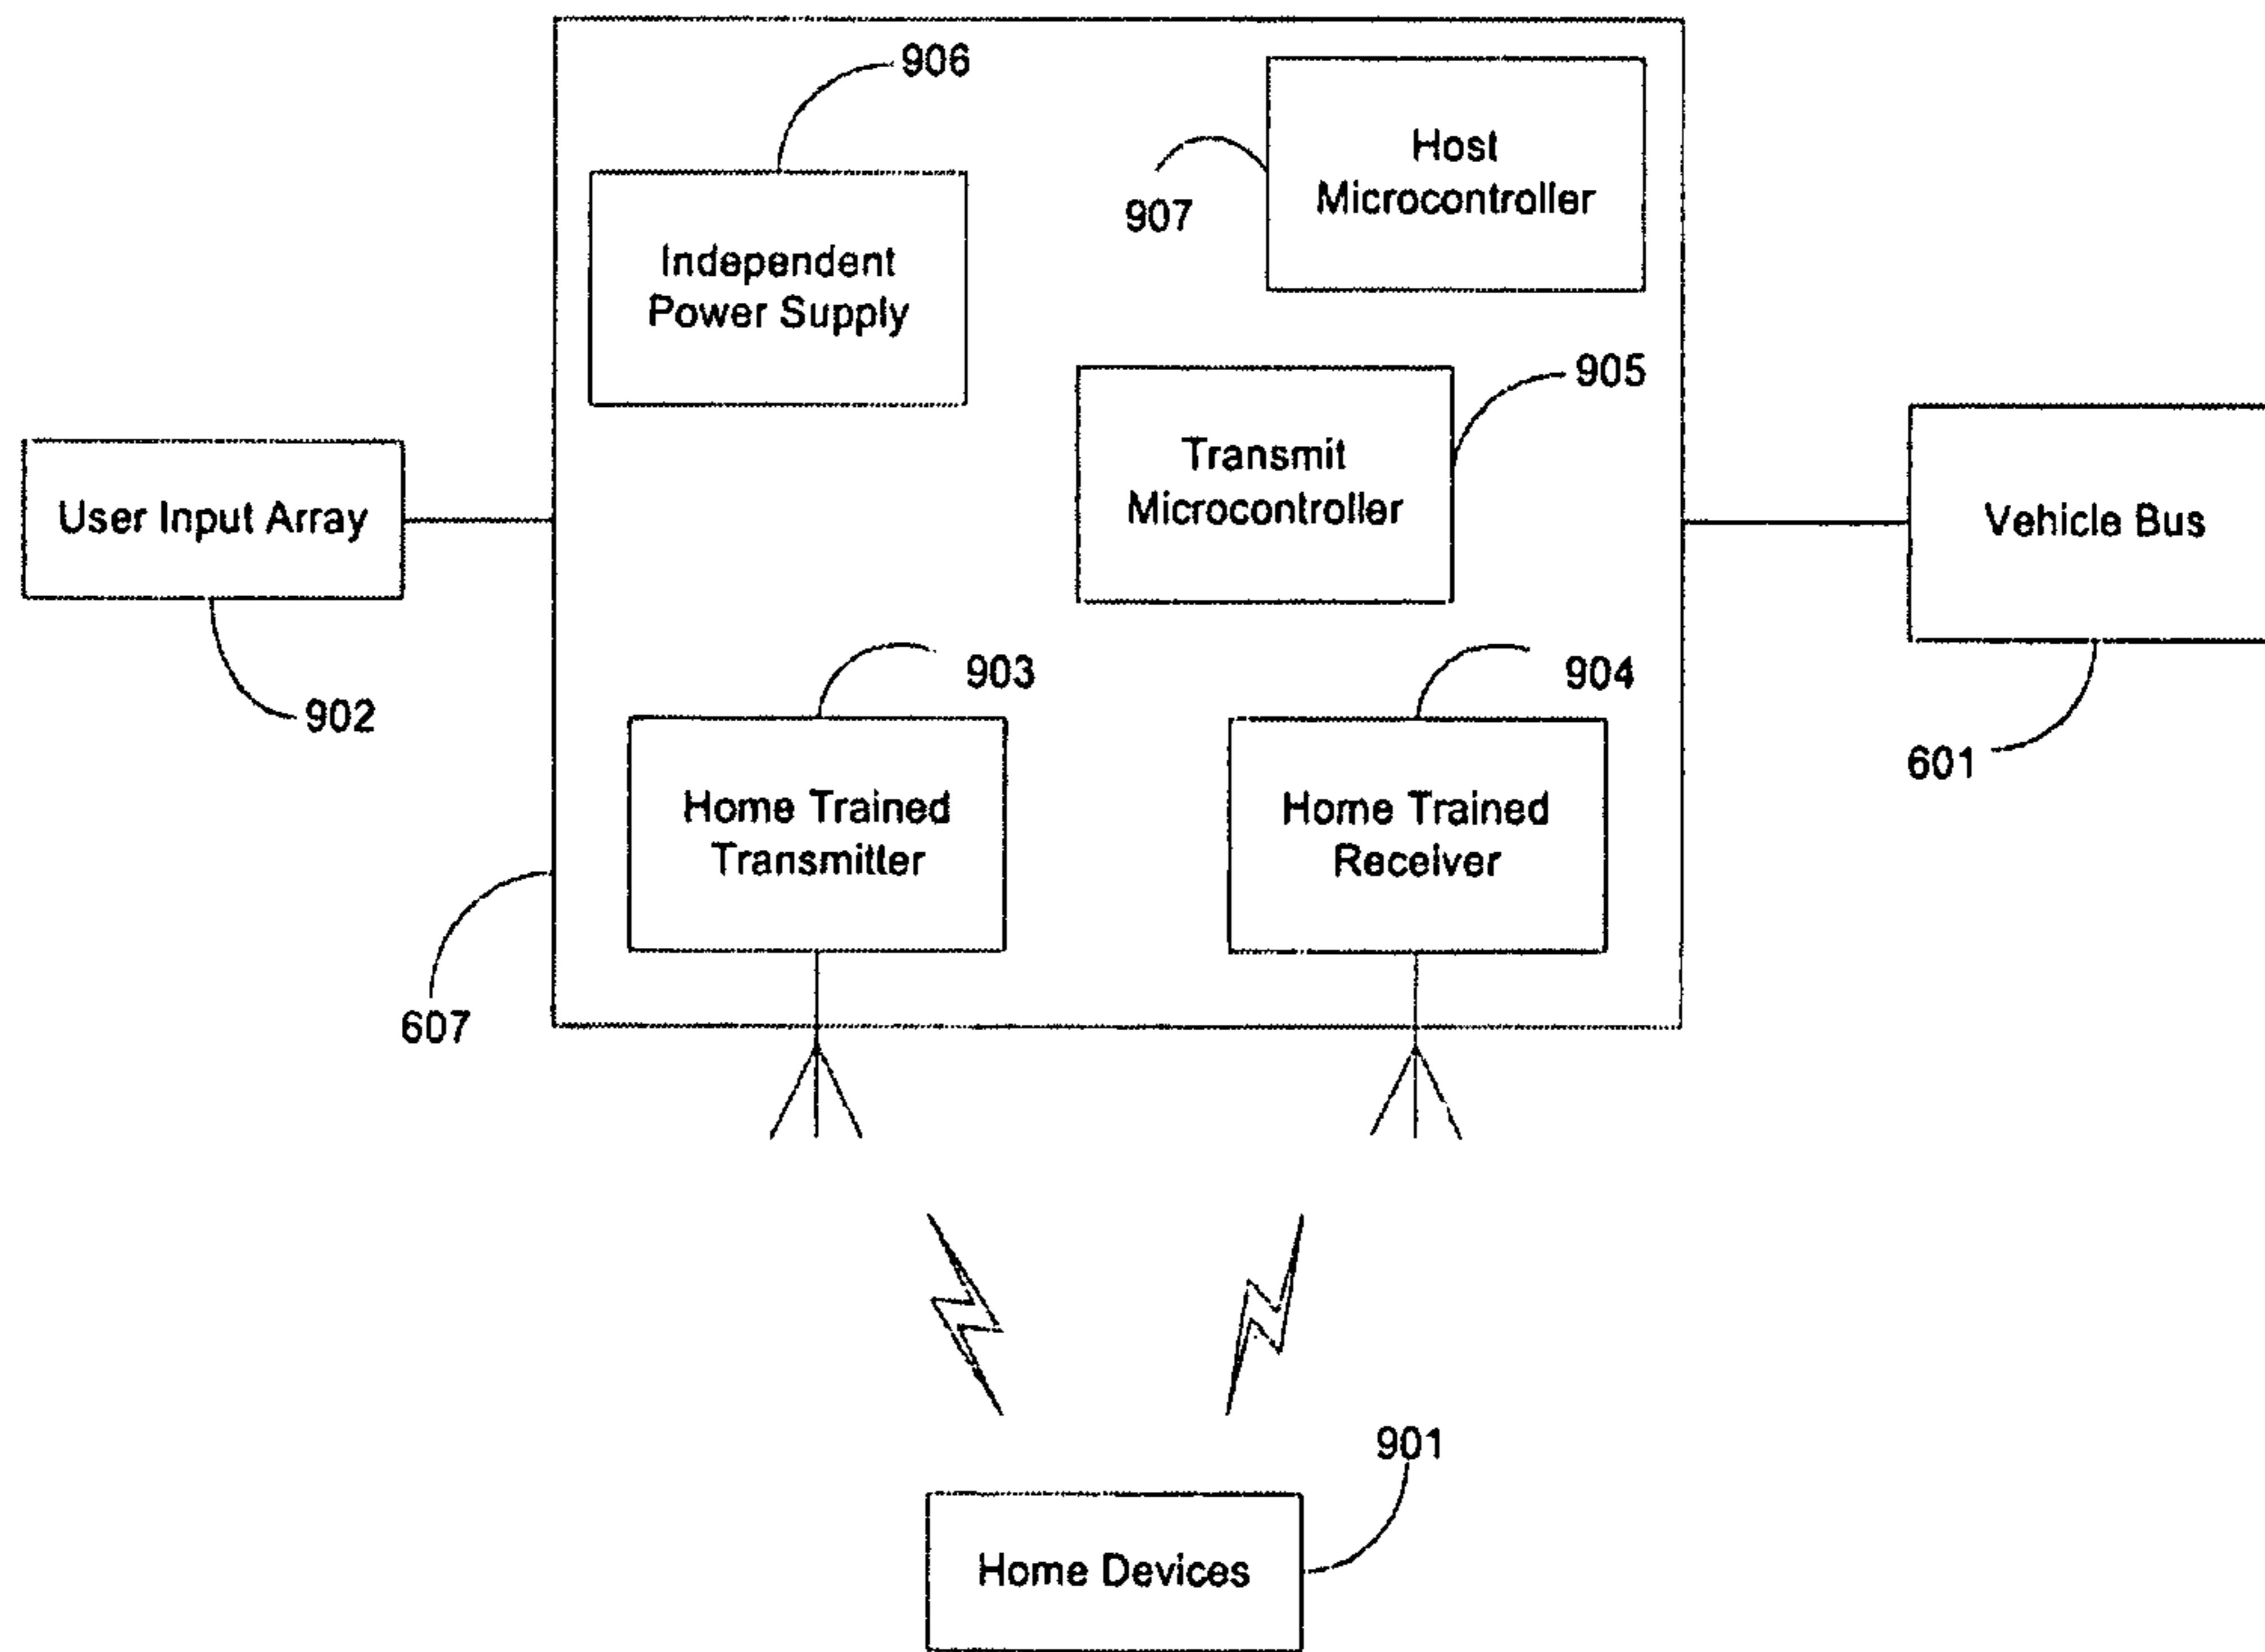 906
Host
Microcontroller
907
Independent
Power Supply
905
Transmit
Microcontroller
User Input Array
Vehicle Bus
902
903
904
601
Home Trained
Transmitter
Home Trained
Receiver
607
901
Home Devices